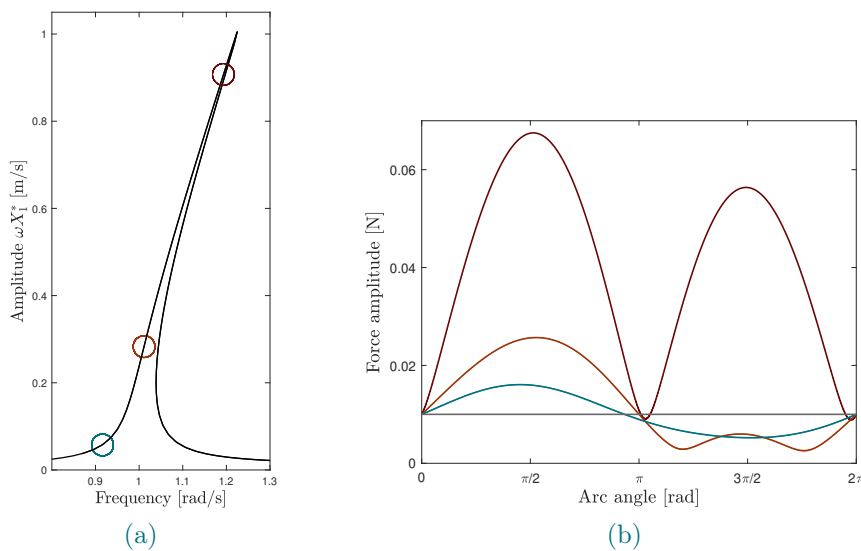 1
0.8
0.6
0.4
0.2
0
0.9
1
1.1
1.2
1.3
Amplitude ωX₁* [m/s]
Frequency [rad/s]
(a)
0.06
0.04
0.02
0
0
π/2
π
3π/2
2π
Force amplitude [N]
Arc angle [rad]
(b)